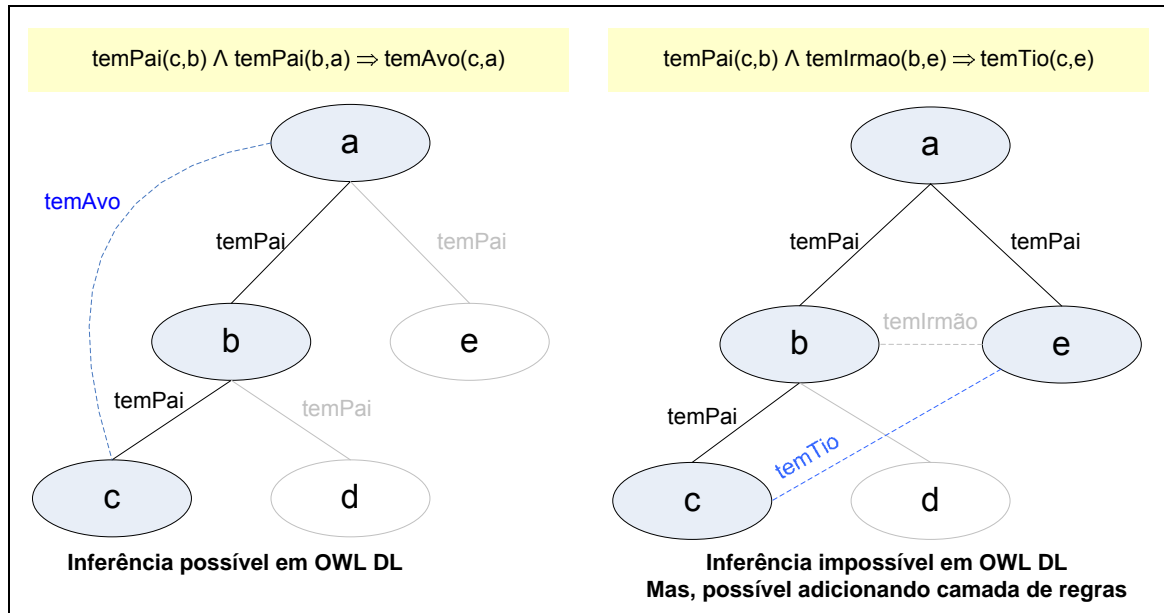 temPai(c,b) Λ temPai(b,a) ⇒ temAvo(c,a)
a
temAvo
temPai
temPai
b
e
temPai
temPai
c
d
Inferência possível em OWL DL
temPai(c,b) Λ temIrmao(b,e) ⇒ temTio(c,e)
a
temPai
temPai
b
temIrmão
e
temPai
temTio
c
d
Inferência impossível em OWL DL
Mas, possível adicionando camada de regras